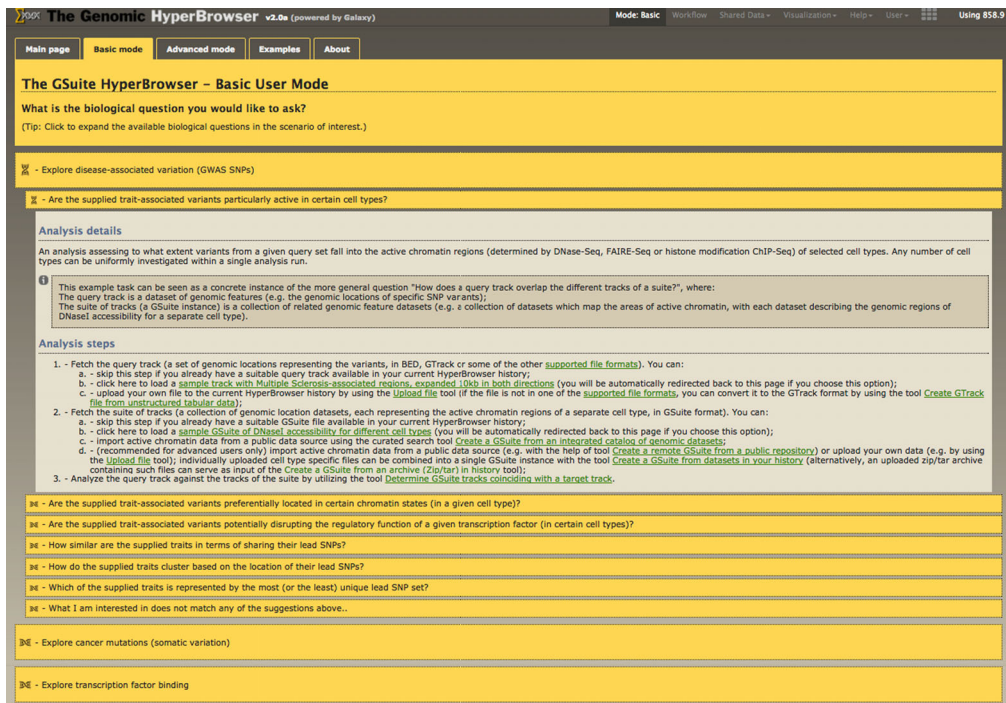 The Genomic HyperBrowser v2.0a (powered by Galaxy)
Mode: Basic Workflow Shared Data Visualization Help User Using 858.9
Main page Basic mode Advanced mode Examples About
The GSuite HyperBrowser – Basic User Mode
What is the biological question you would like to ask?
(Tip: Click to expand the available biological questions in the scenario of interest.)
- Explore disease-associated variation (GWAS SNPs)
- Are the supplied trait-associated variants particularly active in certain cell types?
Analysis details
An analysis assessing to what extent variants from a given query set fall into the active chromatin regions (determined by DNase-Seq, FAIRE-Seq or histone modification ChIP-Seq) of selected cell types. Any number of cell
types can be uniformly investigated within a single analysis run.
This example task can be seen as a concrete instance of the more general question "How does a query track overlap the different tracks of a suite?", where:
The query track is a dataset of genomic features (e.g. the genomic locations of specific SNP variants);
The suite of tracks (a GSuite instance) is a collection of related genomic feature datasets (e.g. a collection of datasets which map the areas of active chromatin, with each dataset describing the genomic regions of
DNaseI accessibility for a separate cell type).
Analysis steps
1. - Fetch the query track (a set of genomic locations representing the variants, in BED, GTrack or some of the other supported file formats). You can:
a. - skip this step if you already have a suitable query track available in your current HyperBrowser history;
b. - click here to load a sample track with Multiple Sclerosis-associated regions, expanded 10kb in both directions (you will be automatically redirected back to this page if you choose this option);
c. - upload your own file to the current HyperBrowser history by using the Upload file tool (if the file is not in one of the supported file formats, you can convert it to the GTrack format by using the tool Create GTrack
file from unstructured tabular data);
2. - Fetch the suite of tracks (a collection of genomic location datasets, each representing the active chromatin regions of a separate cell type, in GSuite format). You can:
a. - skip this step if you already have a suitable GSuite file available in your current HyperBrowser history;
b. - click here to load a sample GSuite of DNaseI accessibility for different cell types (you will be automatically redirected back to this page if you choose this option);
c. - import active chromatin data from a public data source using the curated search tool Create a GSuite from an integrated catalog of genomic datasets;
d. - (recommended for advanced users only) import active chromatin data from a public data source (e.g. with the help of tool Create a remote GSuite from a public repository) or upload your own data (e.g. by using
the Upload file tool); individually uploaded cell type specific files can be combined into a single GSuite instance with the tool Create a GSuite from datasets in your history (alternatively, an uploaded zip/tar archive
containing such files can serve as input of the Create a GSuite from an archive (Zip/tar) in history tool);
3. - Analyze the query track against the tracks of the suite by utilizing the tool Determine GSuite tracks coinciding with a target track.
- Are the supplied trait-associated variants preferentially located in certain chromatin states (in a given cell type)?
- Are the supplied trait-associated variants potentially disrupting the regulatory function of a given transcription factor (in certain cell types)?
- How similar are the supplied traits in terms of sharing their lead SNPs?
- How do the supplied traits cluster based on the location of their lead SNPs?
- Which of the supplied traits is represented by the most (or the least) unique lead SNP set?
- What I am interested in does not match any of the suggestions above..
- Explore cancer mutations (somatic variation)
- Explore transcription factor binding